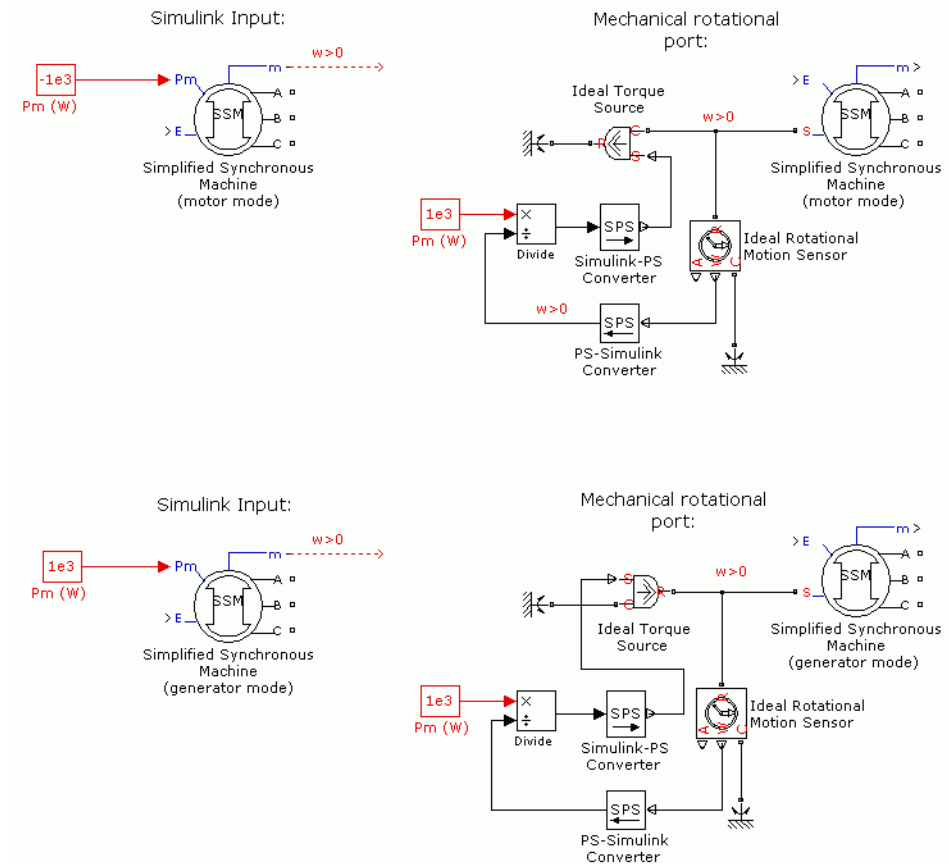 Simulink Input:
-1e3
Pm (W)
Pm
E
SSM
m
w>0
A
B
C
Simplified Synchronous
Machine
(motor mode)
Mechanical rotational
port:
Ideal Torque
Source
R
C
S
w>0
S
>E
m>
SSM
A
B
C
Simplified Synchronous
Machine
(motor mode)
1e3
Pm (W)
×
÷
Divide
SPS
Simulink-PS
Converter
A
W
R
C
Ideal Rotational
Motion Sensor
w>0
SPS
PS-Simulink
Converter
Simulink Input:
1e3
Pm (W)
Pm
E
SSM
m
w>0
A
B
C
Simplified Synchronous
Machine
(generator mode)
Mechanical rotational
port:
S
C
R
Ideal Torque
Source
w>0
S
>E
m>
SSM
A
B
C
Simplified Synchronous
Machine
(generator mode)
1e3
Pm (W)
×
÷
Divide
SPS
Simulink-PS
Converter
A
W
R
C
Ideal Rotational
Motion Sensor
SPS
PS-Simulink
Converter